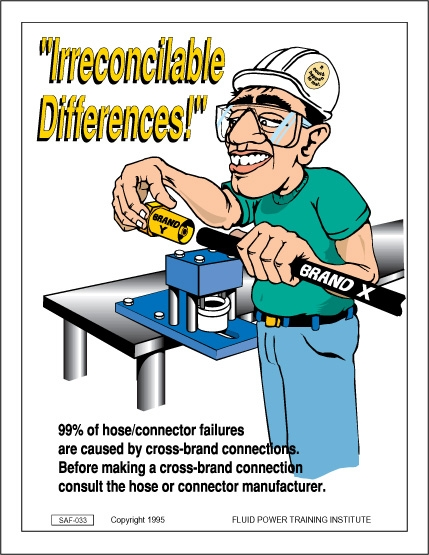 "Irreconcilable
Differences!"
BRAND
Y
BRAND X
99% of hose/connector failures
are caused by cross-brand connections.
Before making a cross-brand connection
consult the hose or connector manufacturer.
SAF-033 Copyright 1995 FLUID POWER TRAINING INSTITUTE